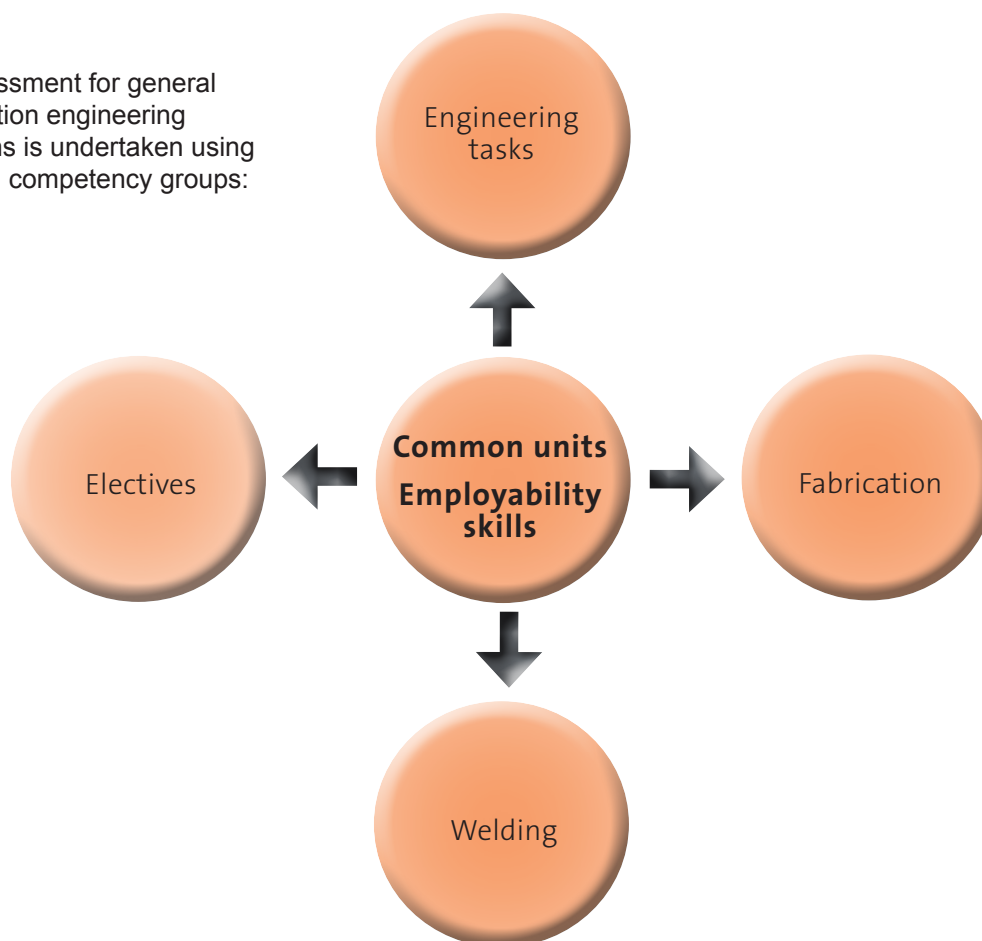 ssment for general
tion engineering
ns is undertaken using
competency groups:
Engineering
tasks
Common units
Employability
skills
Electives
Fabrication
Welding